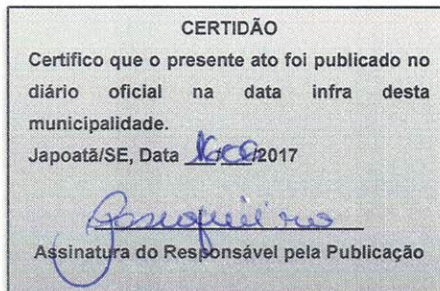 CERTIDÃO
Certifico que o presente ato foi publicado no
diário oficial na data infra desta
municipalidade.
Japoatã/SE, Data /2017
Assinatura do Responsável pela Publicação